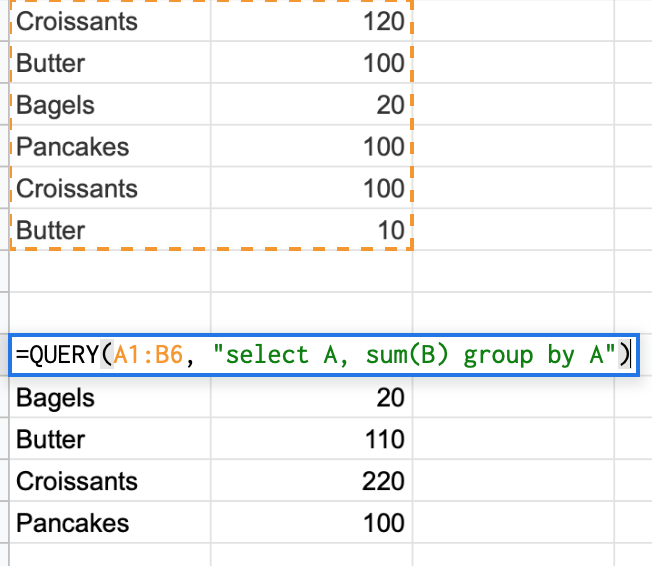 Croissants 120
Butter 100
Bagels 20
Pancakes 100
Croissants 100
Butter 10
=QUERY(A1:B6, "select A, sum(B) group by A")
Bagels 20
Butter 110
Croissants 220
Pancakes 100